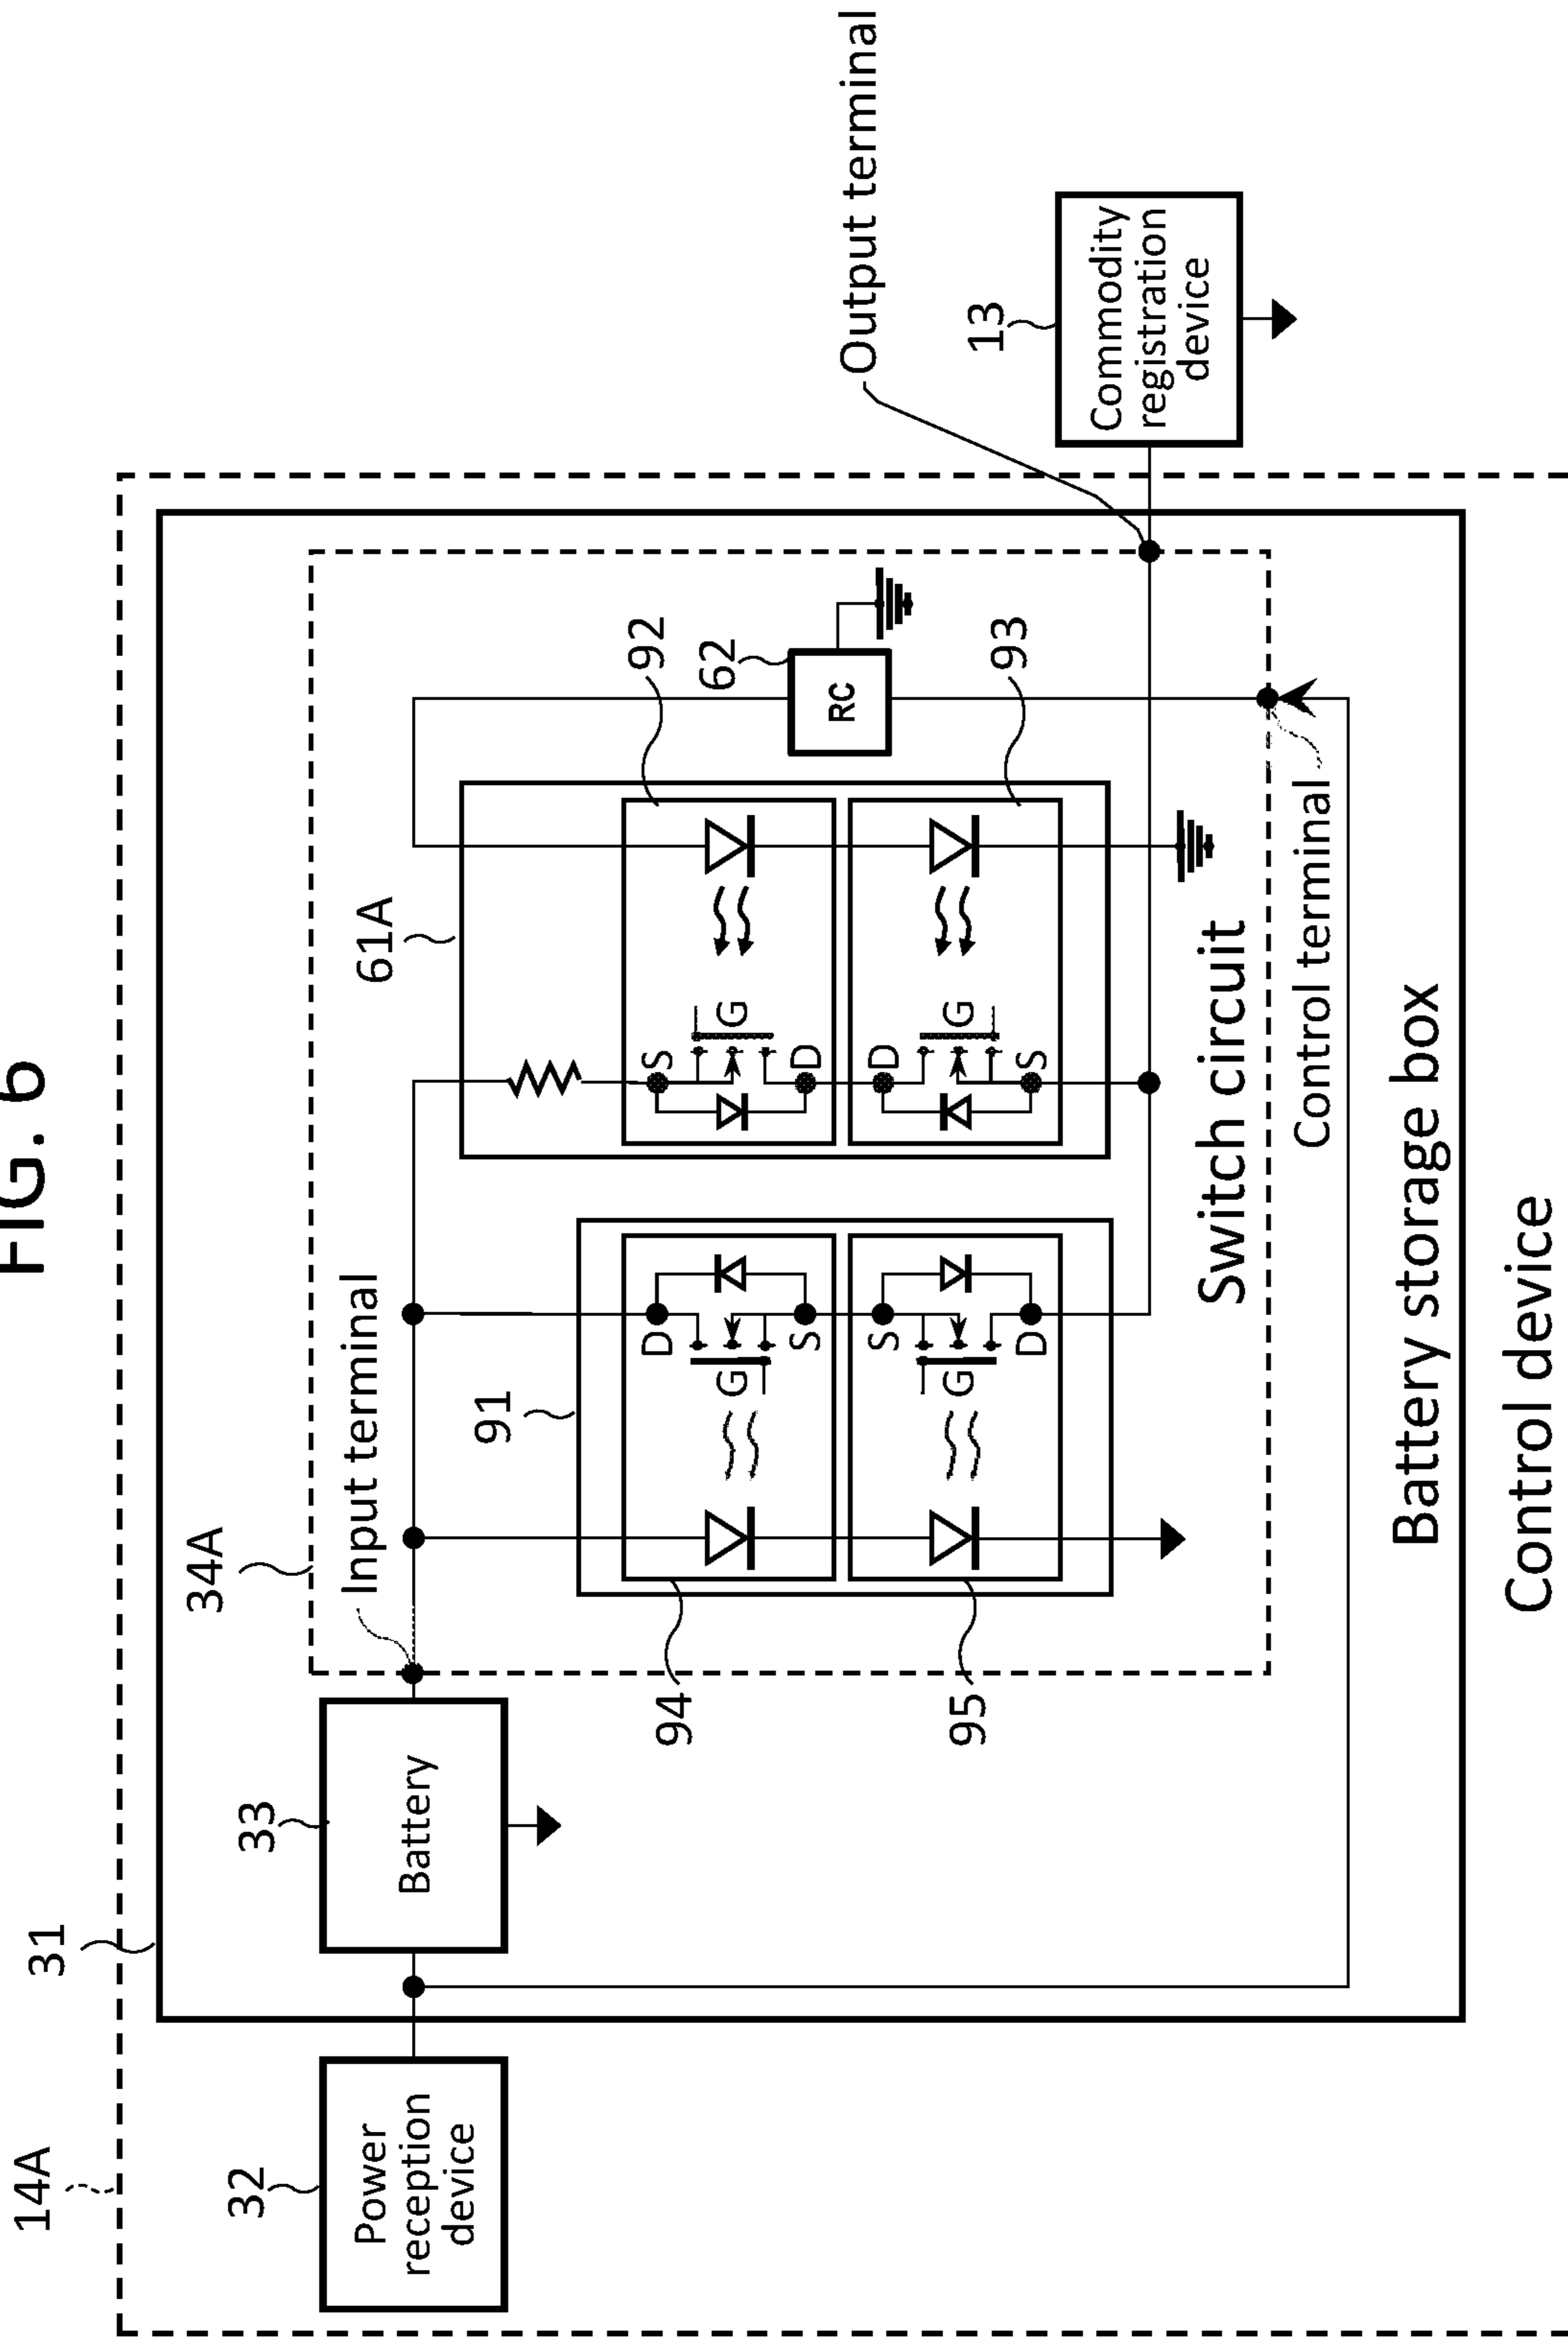 FIG. 6
14A
31
34A
32
Power
reception
device
33
Battery
Input terminal
94
95
91
D
G
S
S
G
D
61A
S
G
D
D
G
S
92
93
62
RC
Output terminal
13
Commodity
registration
device
Switch circuit
Control terminal
Battery storage box
Control device